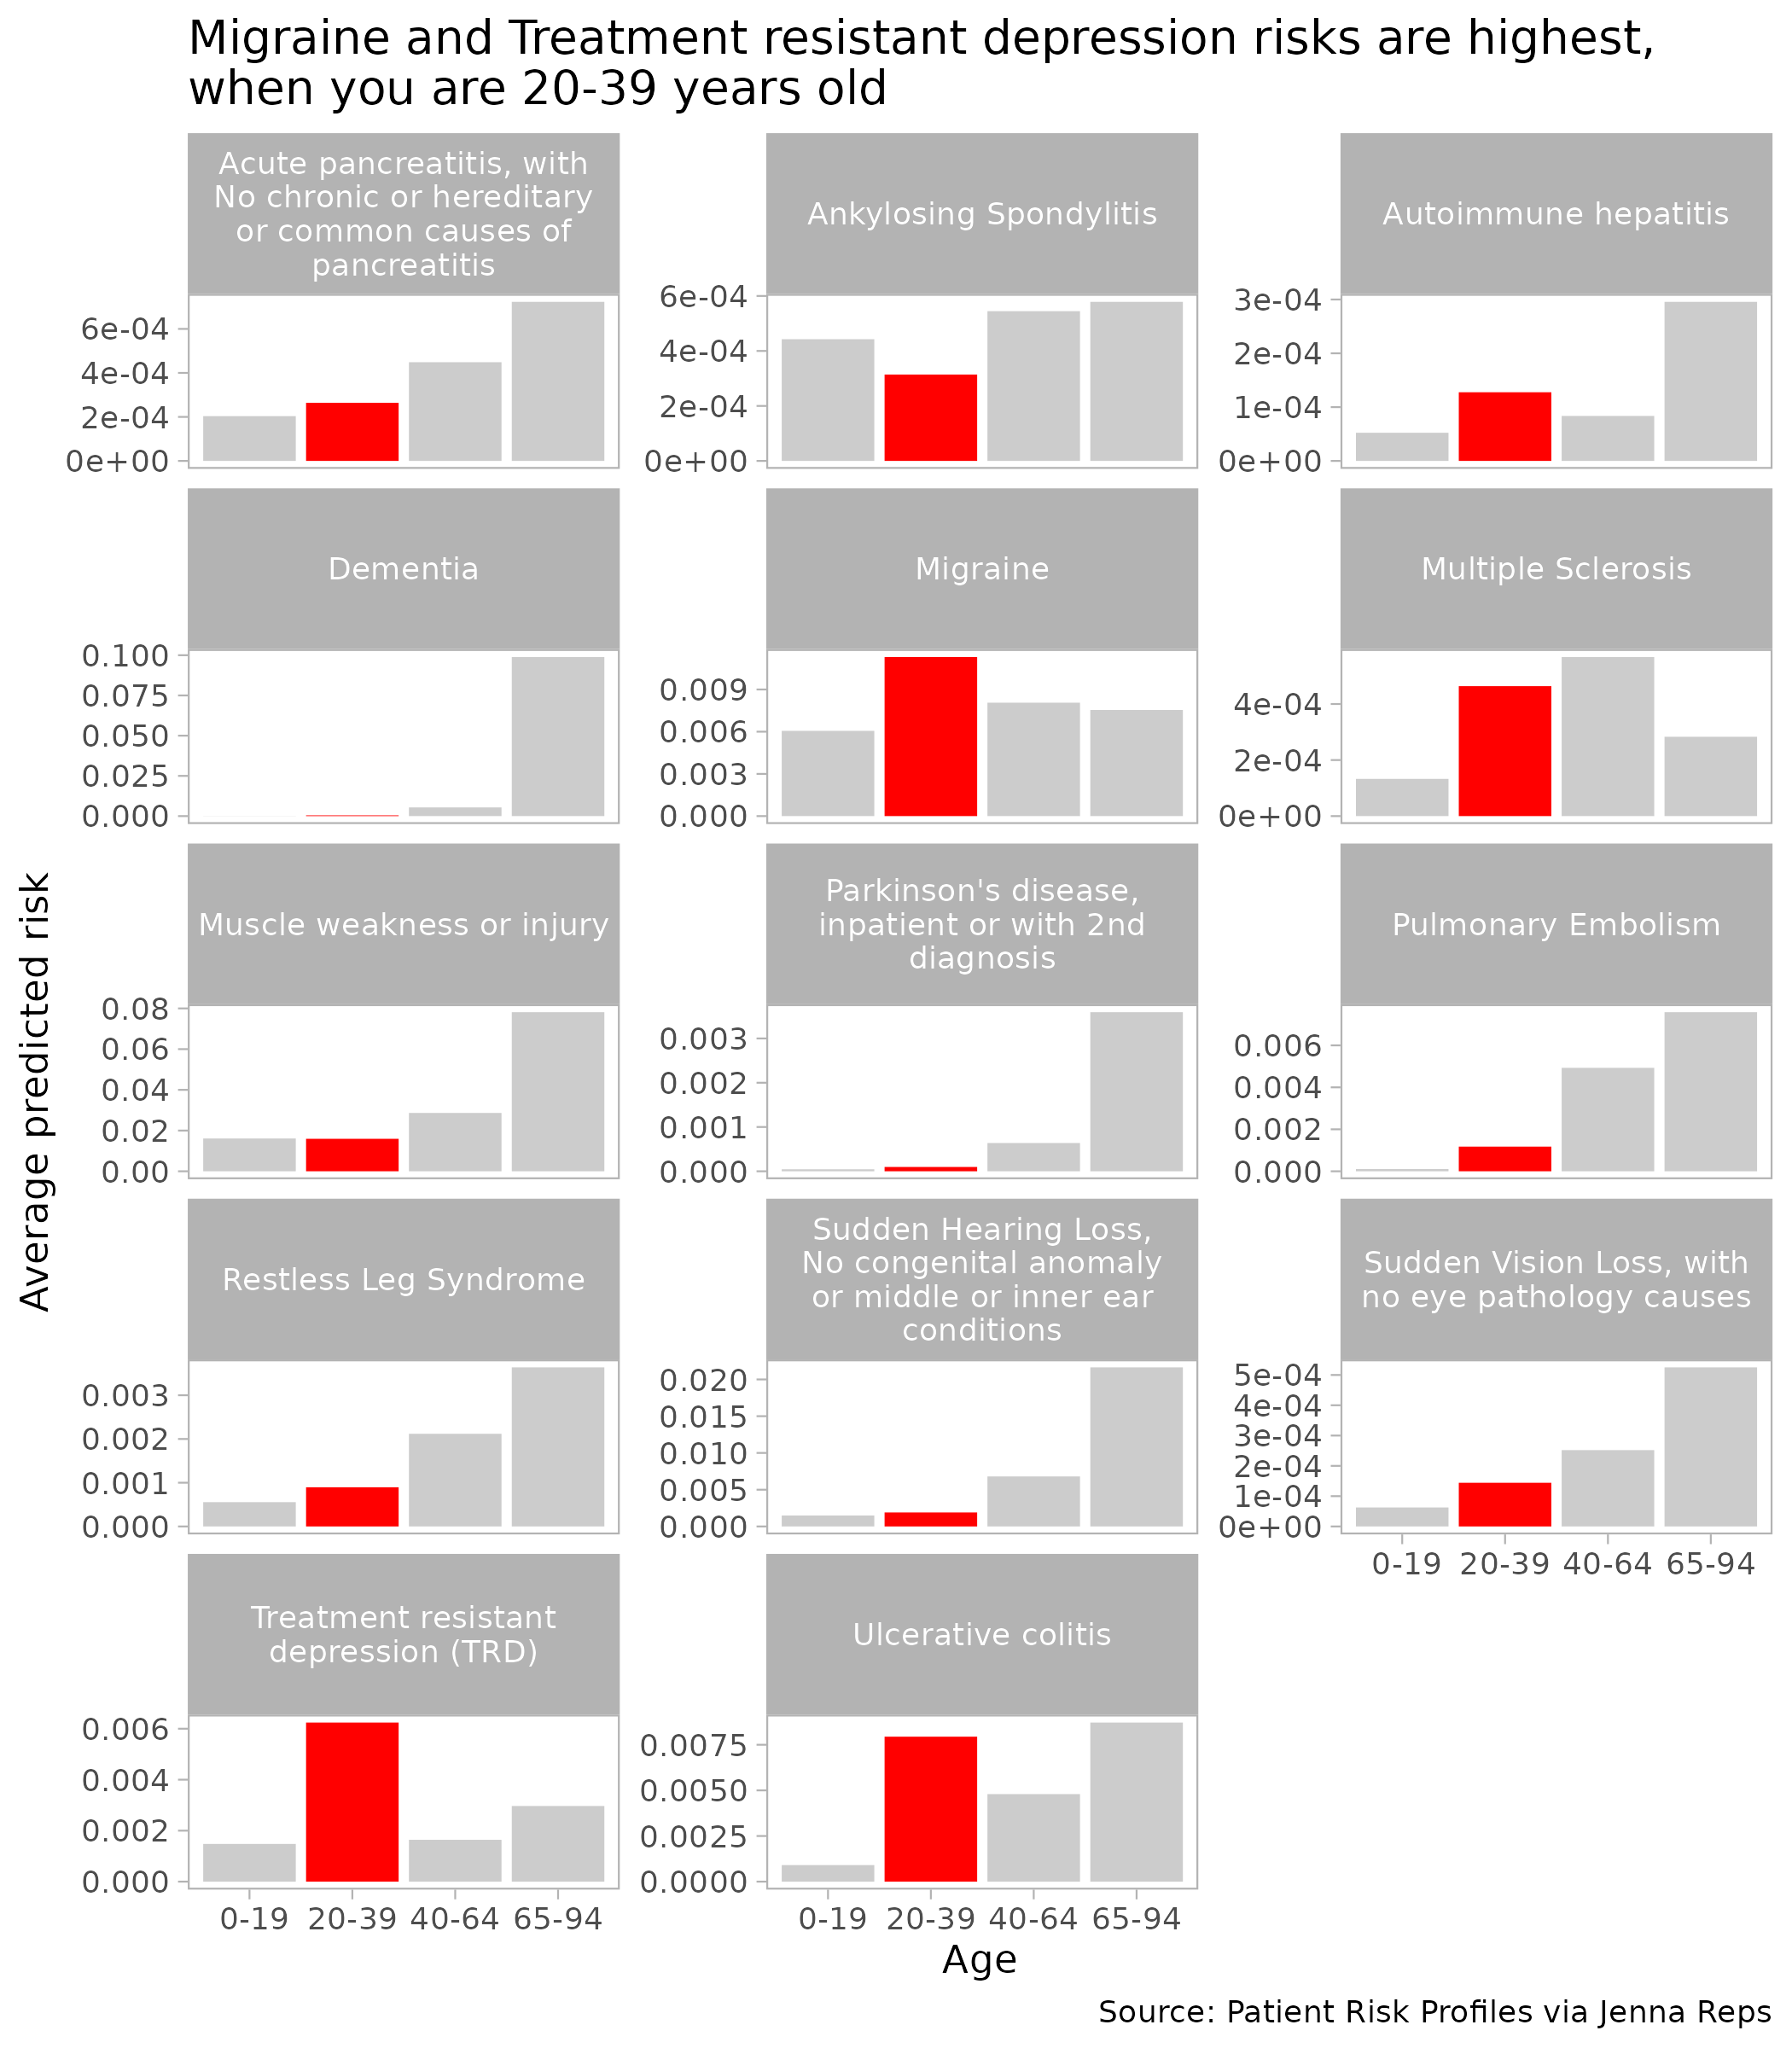 Migraine and Treatment resistant depression risks are highest,
when you are 20-39 years old
Acute pancreatitis, with
No chronic or hereditary
or common causes of
pancreatitis
6e-04
4e-04
2e-04
0e+00
Ankylosing Spondylitis
6e-04
4e-04
2e-04
0e+00
Autoimmune hepatitis
3e-04
2e-04
1e-04
0e+00
Dementia
0.100
0.075
0.050
0.025
0.000
Migraine
0.009
0.006
0.003
0.000
Multiple Sclerosis
4e-04
2e-04
0e+00
Muscle weakness or injury
0.08
0.06
0.04
0.02
0.00
Parkinson's disease,
inpatient or with 2nd
diagnosis
0.003
0.002
0.001
0.000
Pulmonary Embolism
0.006
0.004
0.002
0.000
Restless Leg Syndrome
0.003
0.002
0.001
0.000
Sudden Hearing Loss,
No congenital anomaly
or middle or inner ear
conditions
0.020
0.015
0.010
0.005
0.000
Sudden Vision Loss, with
no eye pathology causes
5e-04
4e-04
3e-04
2e-04
1e-04
0e+00
0-19 20-39 40-64 65-94
Treatment resistant
depression (TRD)
0.006
0.004
0.002
0.000
0-19 20-39 40-64 65-94
Ulcerative colitis
0.0075
0.0050
0.0025
0.0000
0-19 20-39 40-64 65-94
Average predicted risk
Age
Source: Patient Risk Profiles via Jenna Reps